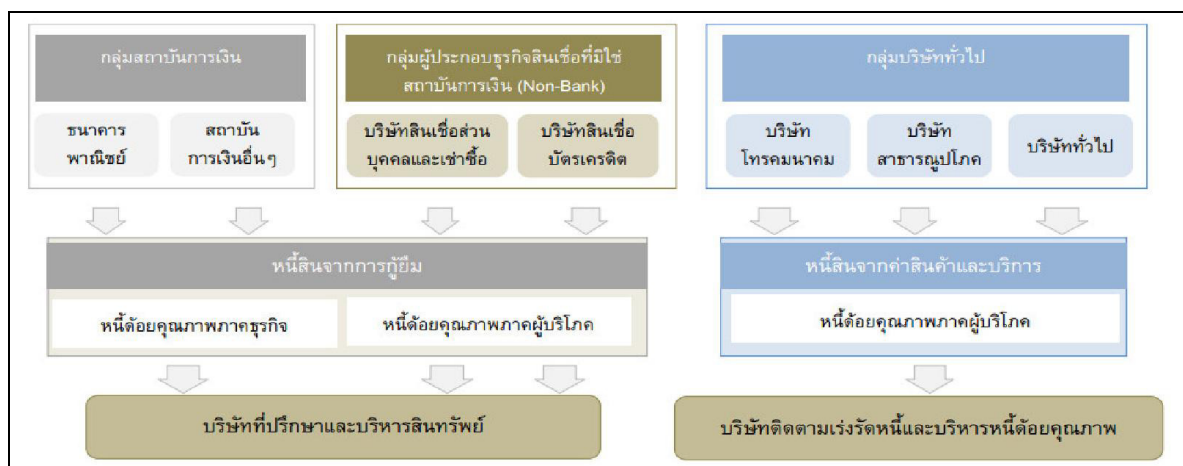 กลุ่มสถาบันการเงิน
ธนาคาร
พาณิชย์
สถาบัน
การเงินอื่นๆ
กลุ่มผู้ประกอบธุรกิจสินเชื่อที่มิใช่
สถาบันการเงิน (Non-Bank)
บริษัทสินเชื่อส่วน
บุคคลและเช่าซื้อ
บริษัทสินเชื่อ
บัตรเครดิต
กลุ่มบริษัททั่วไป
บริษัท
โทรคมนาคม
บริษัท
สาธารณูปโภค
บริษัททั่วไป
หนี้สินจากการกู้ยืม
หนี้ด้อยคุณภาพภาคธุรกิจ
หนี้ด้อยคุณภาพภาคผู้บริโภค
หนี้สินจากค่าสินค้าและบริการ
หนี้ด้อยคุณภาพภาคผู้บริโภค
บริษัทที่ปรึกษาและบริหารสินทรัพย์
บริษัทติดตามเร่งรัดหนี้และบริหารหนี้ด้อยคุณภาพ